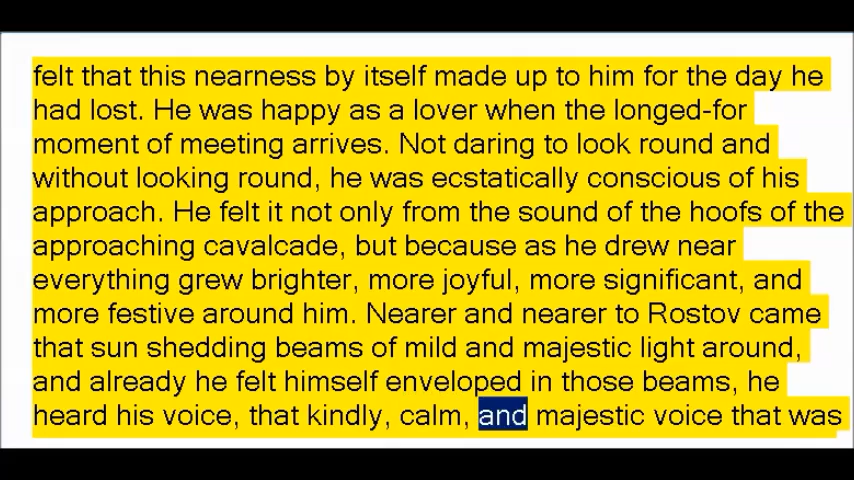 felt that this nearness by itself made up to him for the day he
had lost. He was happy as a lover when the longed-for
moment of meeting arrives. Not daring to look round and
without looking round, he was ecstatically conscious of his
approach. He felt it not only from the sound of the hoofs of the
approaching cavalcade, but because as he drew near
everything grew brighter, more joyful, more significant, and
more festive around him. Nearer and nearer to Rostov came
that sun shedding beams of mild and majestic light around,
and already he felt himself enveloped in those beams, he
heard his voice, that kindly, calm, and majestic voice that was